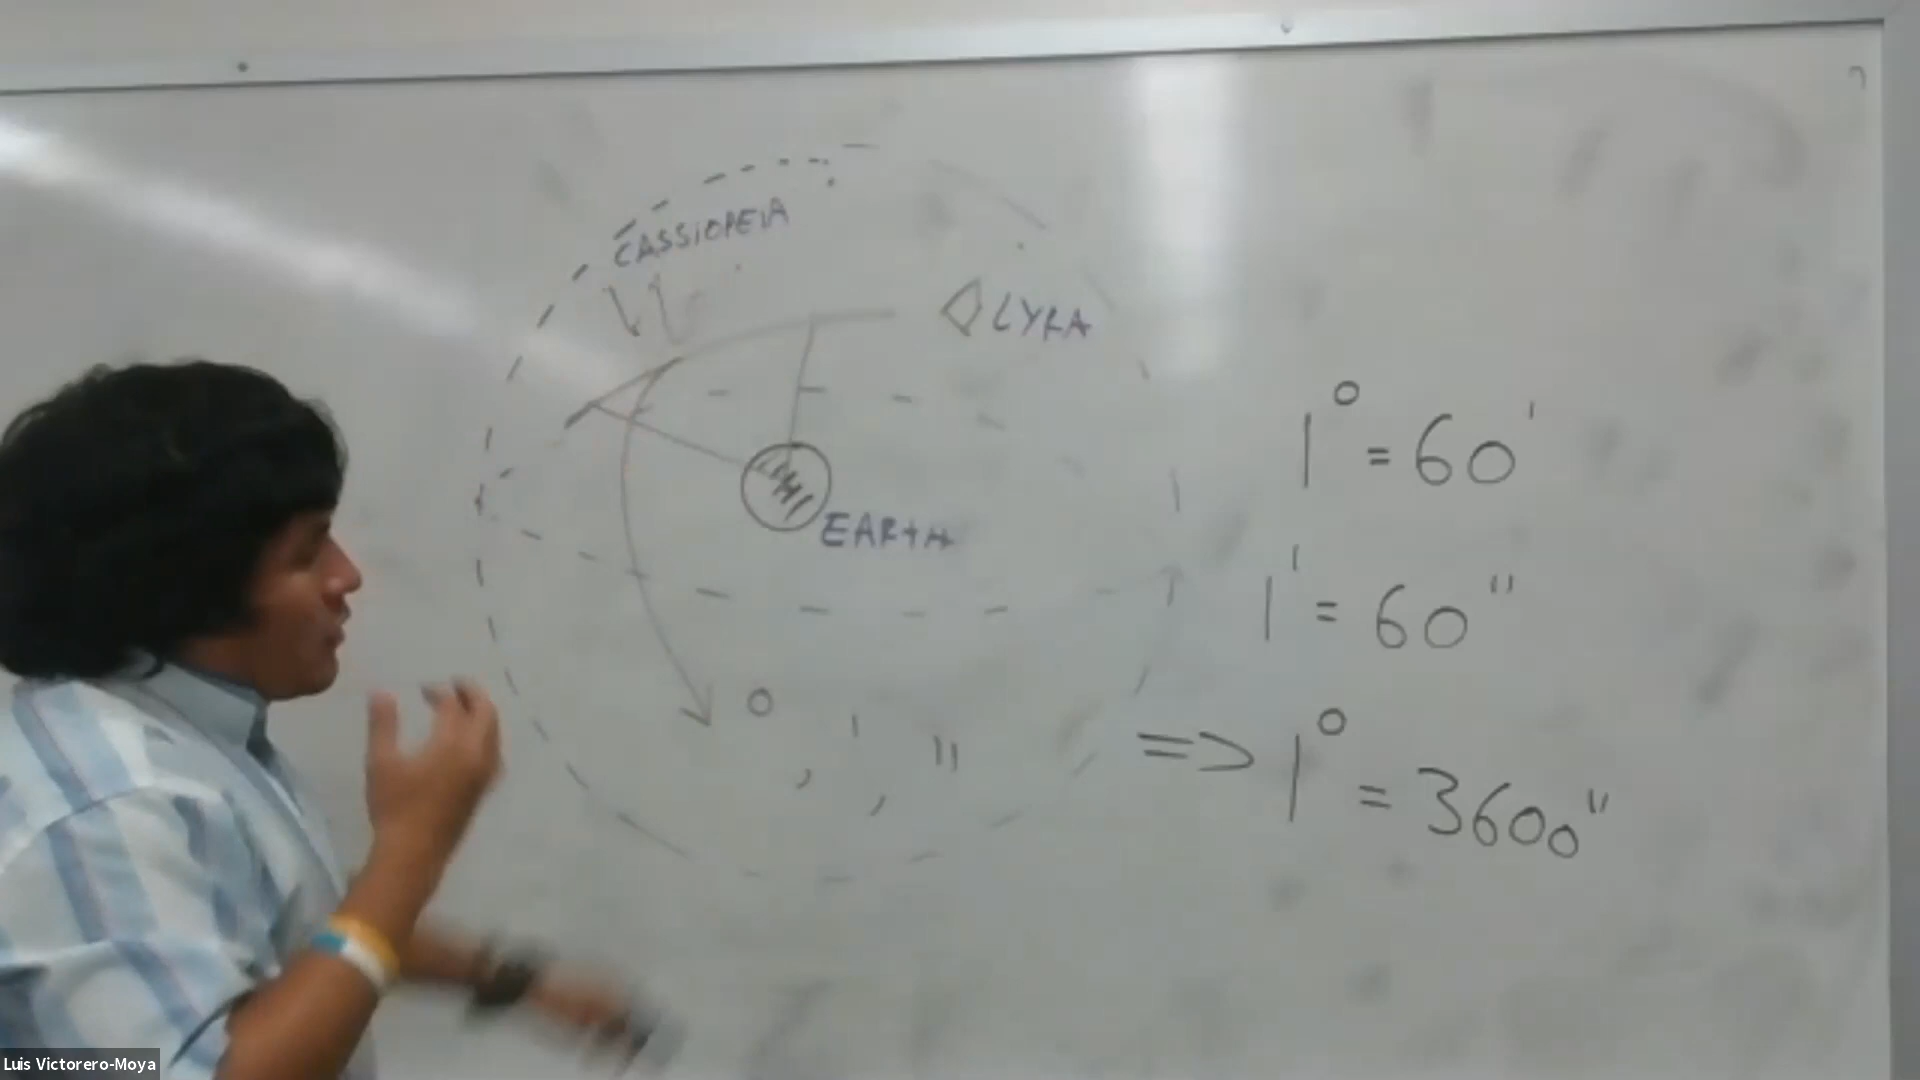 CASSIOPEIA
LYRA
EARTH
1° = 60'
1' = 60"
° , ' , "
=> 1° = 3600"
Luis Victorero-Moya